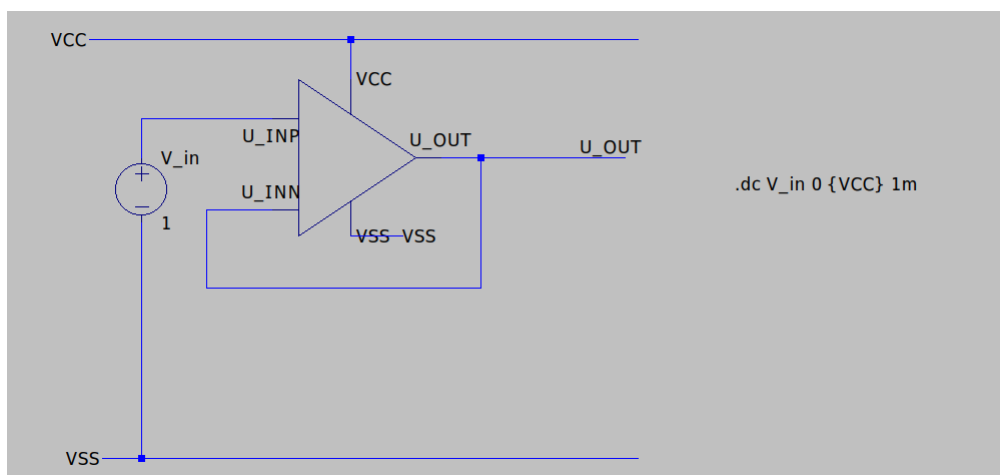 VCC
VCC
U_INP
U_OUT
U_OUT
V_in
.dc V_in 0 {VCC} 1m
U_INN
1
VSS
VSS
VSS